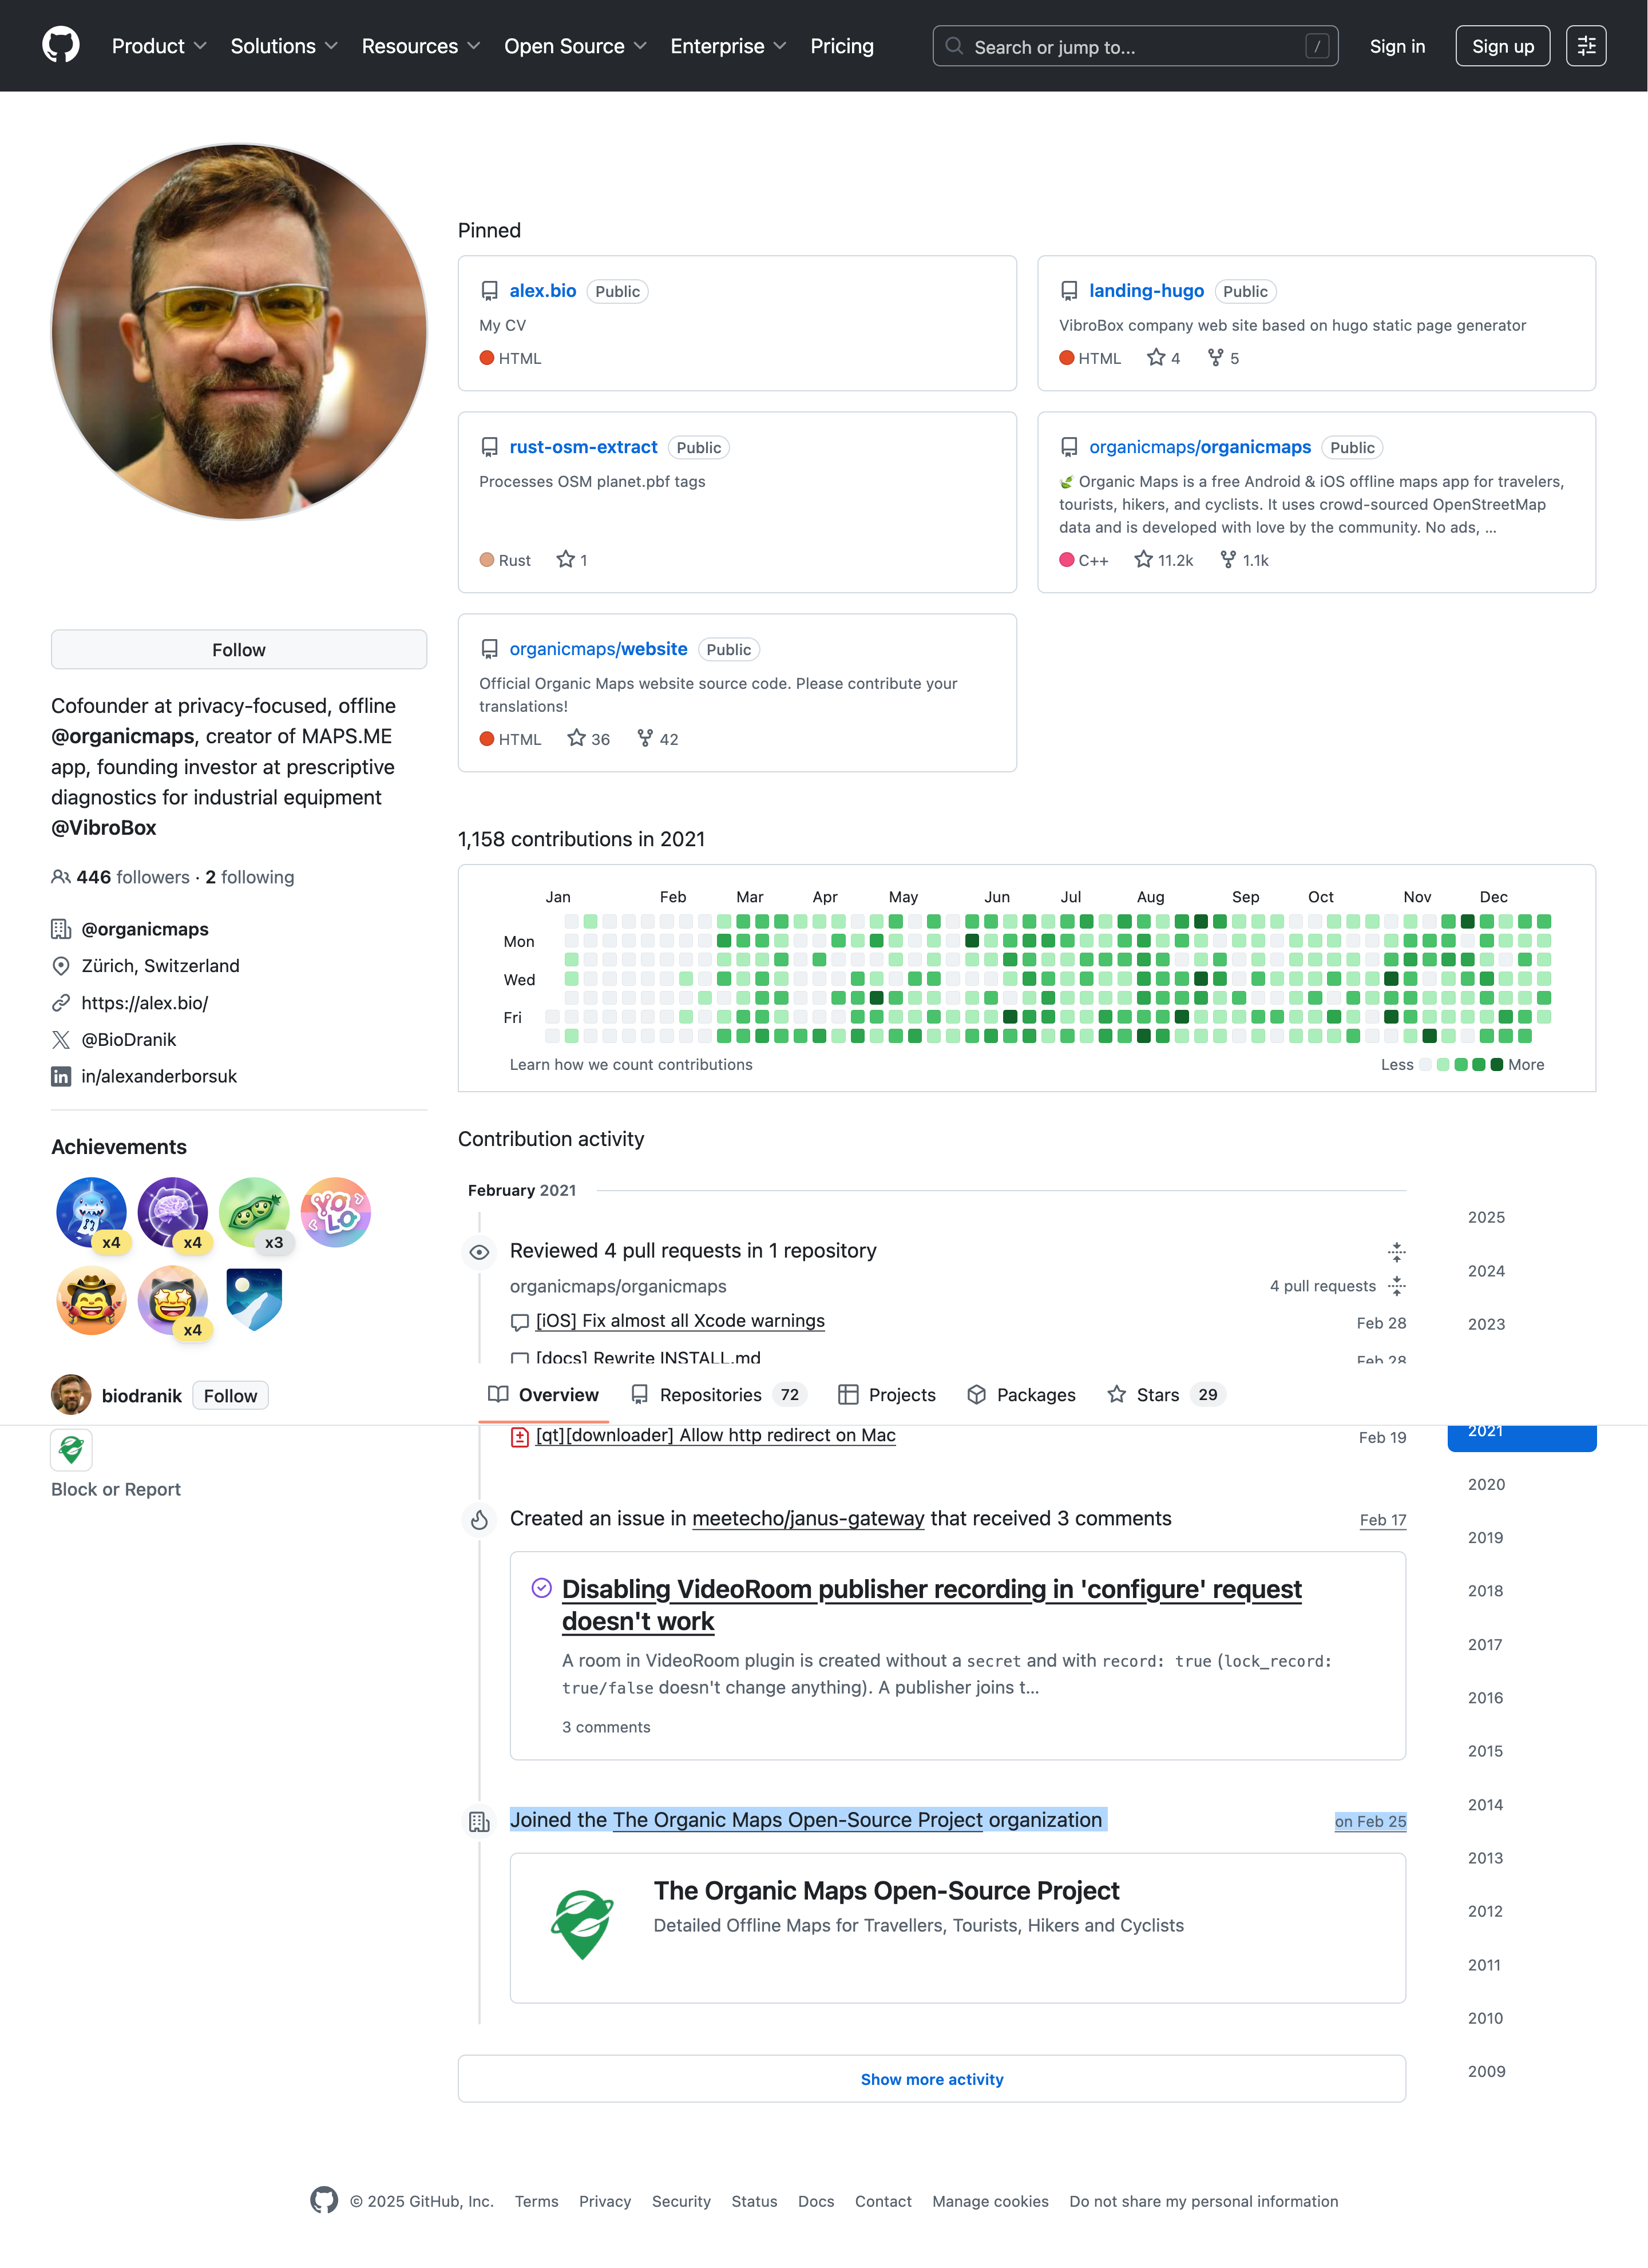 Product Solutions Resources Open Source Enterprise Pricing Search or jump to... / Sign in Sign up
Follow
Cofounder at privacy-focused, offline
@organicmaps, creator of MAPS.ME
app, founding investor at prescriptive
diagnostics for industrial equipment
@VibroBox
446 followers · 2 following
@organicmaps
Zürich, Switzerland
https://alex.bio/
@BioDranik
in/alexanderborsuk
Achievements
x4 x4 x3 YOLO
x4
biodranik Follow
Block or Report
Pinned
alex.bio Public
My CV
HTML
landing-hugo Public
VibroBox company web site based on hugo static page generator
HTML 4 5
rust-osm-extract Public
Processes OSM planet.pbf tags
Rust 1
organicmaps/organicmaps Public
🍃 Organic Maps is a free Android & iOS offline maps app for travelers,
tourists, hikers, and cyclists. It uses crowd-sourced OpenStreetMap
data and is developed with love by the community. No ads, ...
C++ 11.2k 1.1k
organicmaps/website Public
Official Organic Maps website source code. Please contribute your
translations!
HTML 36 42
1,158 contributions in 2021
Jan Feb Mar Apr May Jun Jul Aug Sep Oct Nov Dec
Mon
Wed
Fri
Learn how we count contributions Less More
Contribution activity
February 2021
Reviewed 4 pull requests in 1 repository
organicmaps/organicmaps 4 pull requests
[iOS] Fix almost all Xcode warnings Feb 28
[docs] Rewrite INSTALL.md Feb 28
Overview Repositories 72 Projects Packages Stars 29
[qt][downloader] Allow http redirect on Mac Feb 19
Created an issue in meetecho/janus-gateway that received 3 comments Feb 17
Disabling VideoRoom publisher recording in 'configure' request
doesn't work
A room in VideoRoom plugin is created without a secret and with record: true (lock_record:
true/false doesn't change anything). A publisher joins t...
3 comments
Joined the The Organic Maps Open-Source Project organization on Feb 25
The Organic Maps Open-Source Project
Detailed Offline Maps for Travellers, Tourists, Hikers and Cyclists
Show more activity
2025
2024
2023
2021
2020
2019
2018
2017
2016
2015
2014
2013
2012
2011
2010
2009
© 2025 GitHub, Inc. Terms Privacy Security Status Docs Contact Manage cookies Do not share my personal information